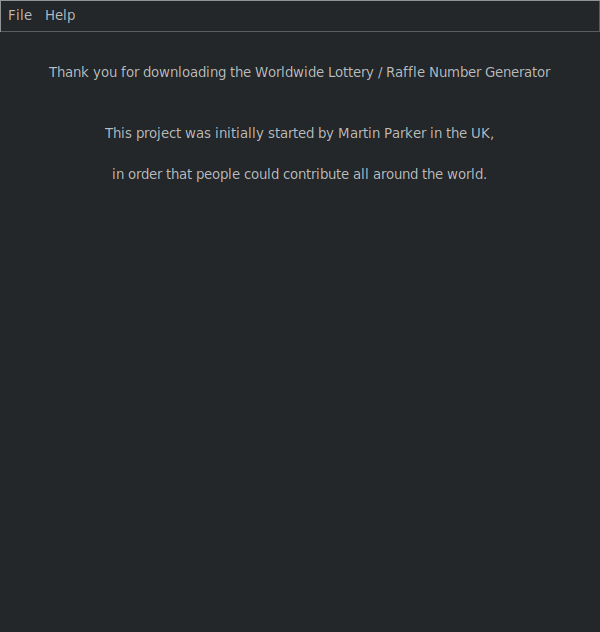 File Help
Thank you for downloading the Worldwide Lottery / Raffle Number Generator
This project was initially started by Martin Parker in the UK,
in order that people could contribute all around the world.